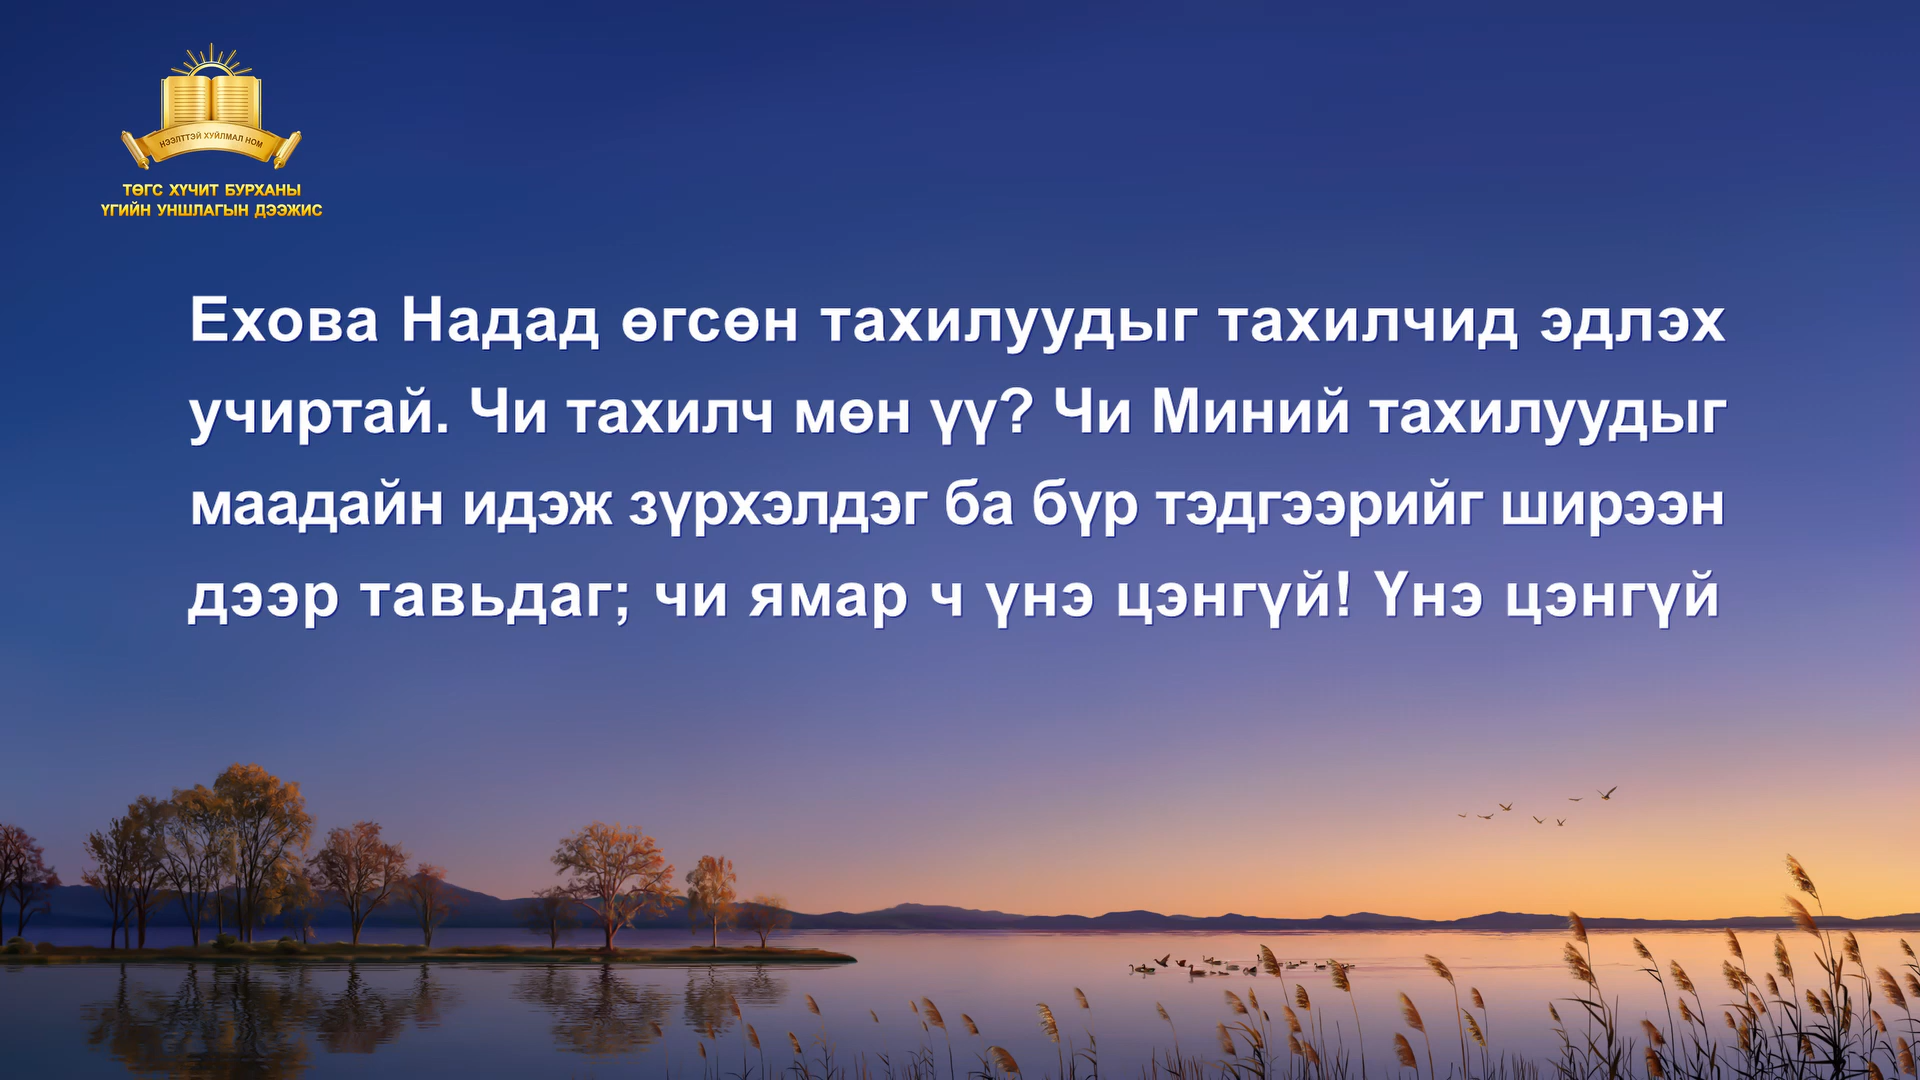 НЭЭЛТТЭЙ ХУЙЛМАЛ НОМ
ТӨГС ХҮЧИТ БУРХАНЫ
ҮГИЙН УНШЛАГЫН ДЭЭЖИС
Ехова Надад өгсөн тахилуудыг тахилчид эдлэх
учиртай. Чи тахилч мөн үү? Чи Миний тахилуудыг
маадайн идэж зүрхэлдэг ба бүр тэдгээрийг ширээн
дээр тавьдаг; чи ямар ч үнэ цэнгүй! Үнэ цэнгүй